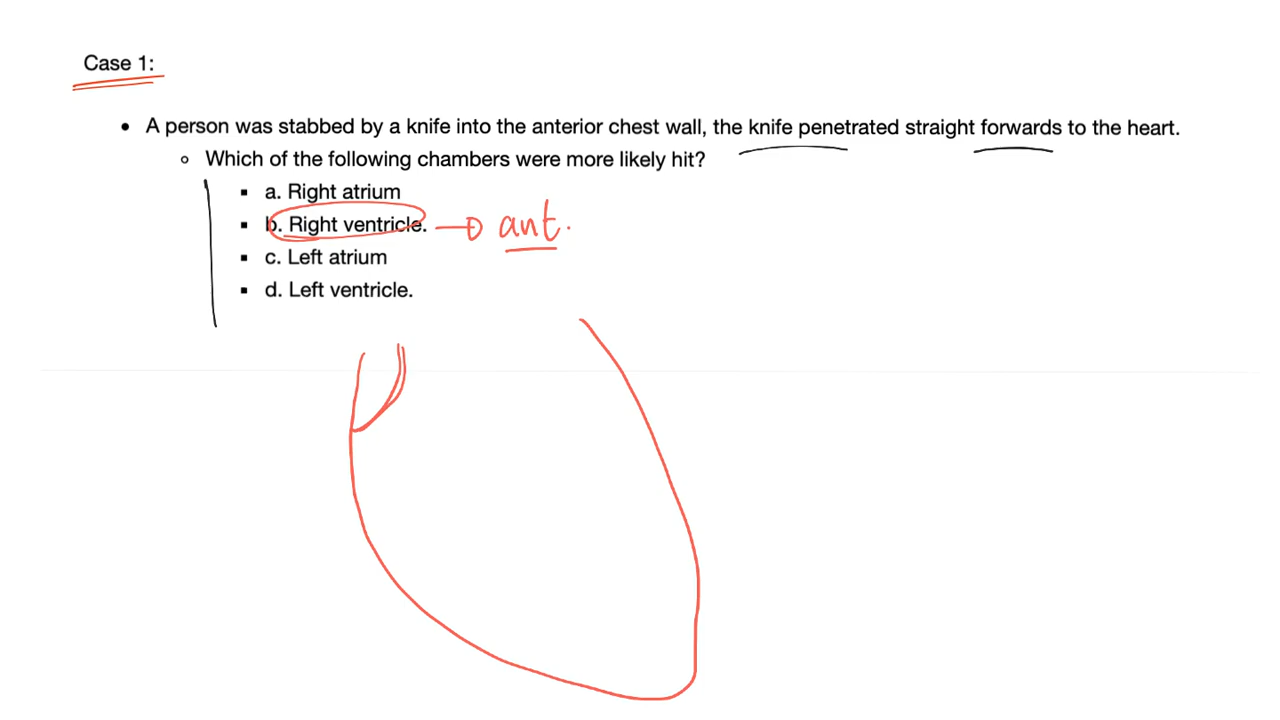 Case 1:
• A person was stabbed by a knife into the anterior chest wall, the knife penetrated straight forwards to the heart.
◦ Which of the following chambers were more likely hit?
▪ a. Right atrium
▪ b. Right ventricle. → ant.
▪ c. Left atrium
▪ d. Left ventricle.